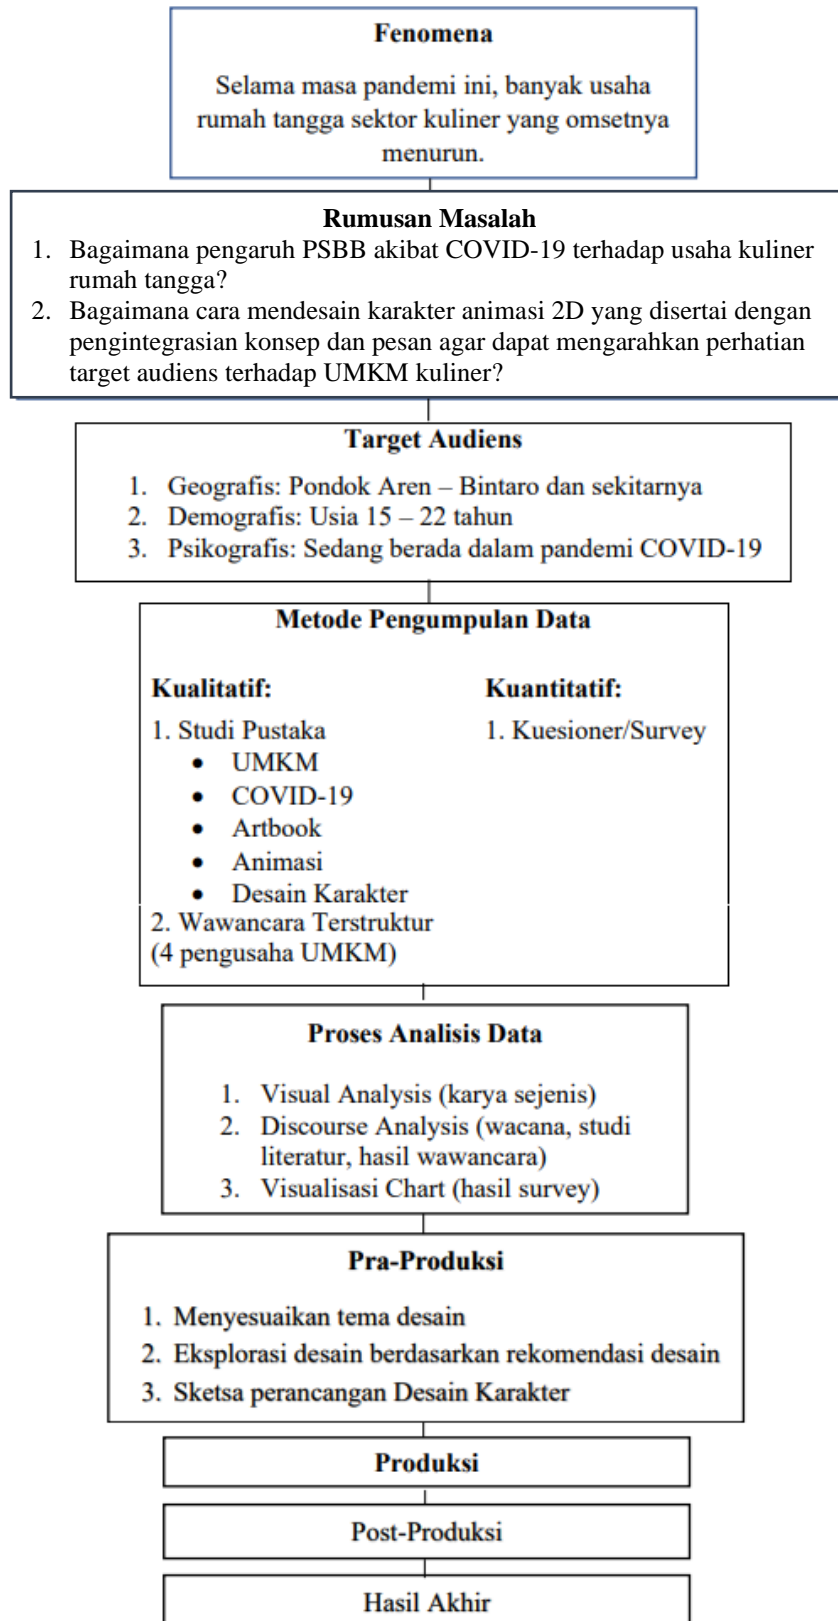 Fenomena
Selama masa pandemi ini, banyak usaha
rumah tangga sektor kuliner yang omsetnya
menurun.
Rumusan Masalah
1. Bagaimana pengaruh PSBB akibat COVID-19 terhadap usaha kuliner
rumah tangga?
2. Bagaimana cara mendesain karakter animasi 2D yang disertai dengan
pengintegrasian konsep dan pesan agar dapat mengarahkan perhatian
target audiens terhadap UMKM kuliner?
Target Audiens
1. Geografis: Pondok Aren – Bintaro dan sekitarnya
2. Demografis: Usia 15 – 22 tahun
3. Psikografis: Sedang berada dalam pandemi COVID-19
Metode Pengumpulan Data
Kualitatif:
1. Studi Pustaka
• UMKM
• COVID-19
• Artbook
• Animasi
• Desain Karakter
2. Wawancara Terstruktur
(4 pengusaha UMKM)
Kuantitatif:
1. Kuesioner/Survey
Proses Analisis Data
1. Visual Analysis (karya sejenis)
2. Discourse Analysis (wacana, studi
literatur, hasil wawancara)
3. Visualisasi Chart (hasil survey)
Pra-Produksi
1. Menyesuaikan tema desain
2. Eksplorasi desain berdasarkan rekomendasi desain
3. Sketsa perancangan Desain Karakter
Produksi
Post-Produksi
Hasil Akhir